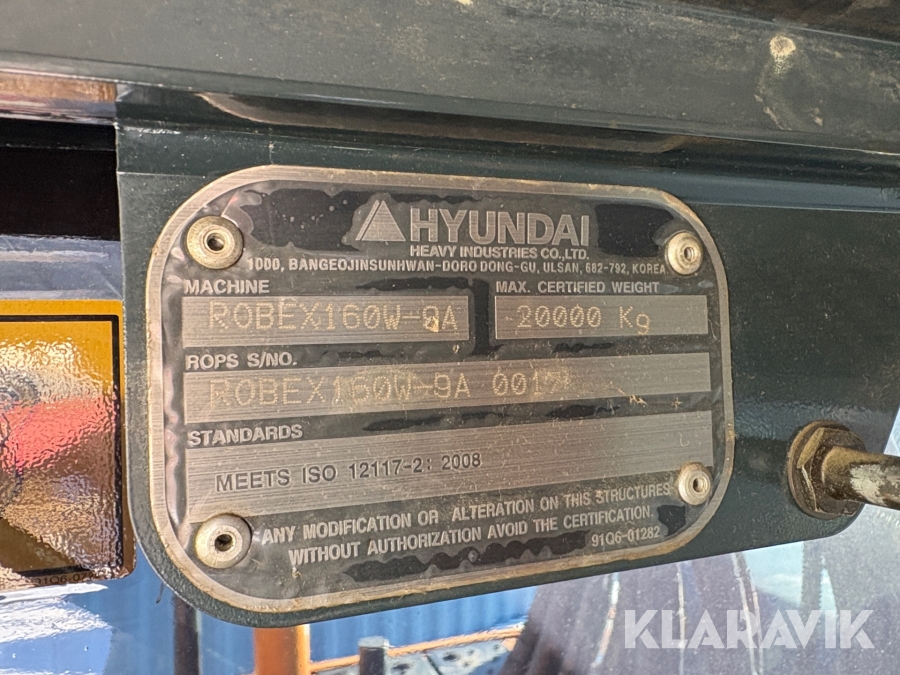 HYUNDAI
HEAVY INDUSTRIES CO.,LTD.
1000, BANGEOJINSUNHWAN-DORO DONG-GU, ULSAN, 682-792, KOREA
MACHINE
MAX. CERTIFIED WEIGHT
ROBEX160W-9A
20000 Kg
ROPS S/NO.
ROBEX160W-9A
STANDARDS
MEETS ISO 12117-2: 2008
ANY MODIFICATION OR ALTERATION ON THIS STRUCTURES
WITHOUT AUTHORIZATION AVOID THE CERTIFICATION.
91Q6-01282
KLARAVIK